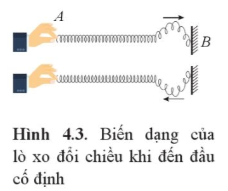 A
B
Hình 4.3. Biến dạng của
lò xo đổi chiều khi đến đầu
cố định